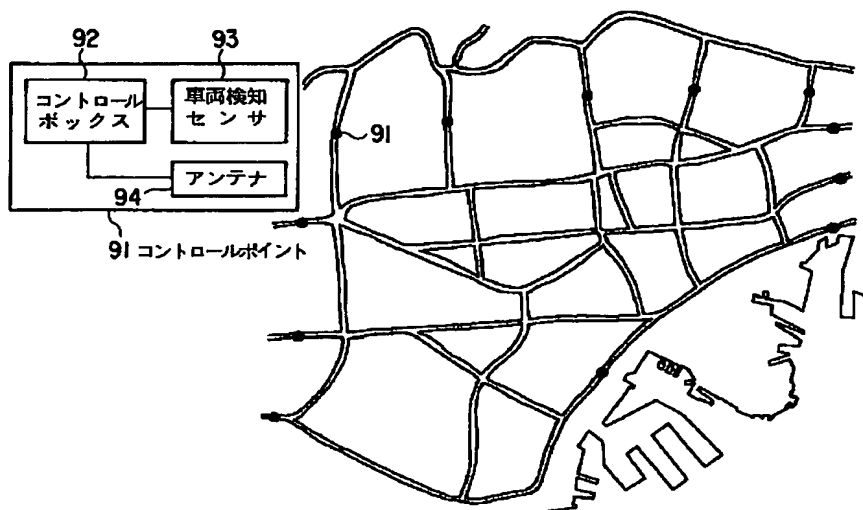 92
93
コントロール
ボックス
車両検知
センサ
94
アンテナ
91 コントロールポイント
91